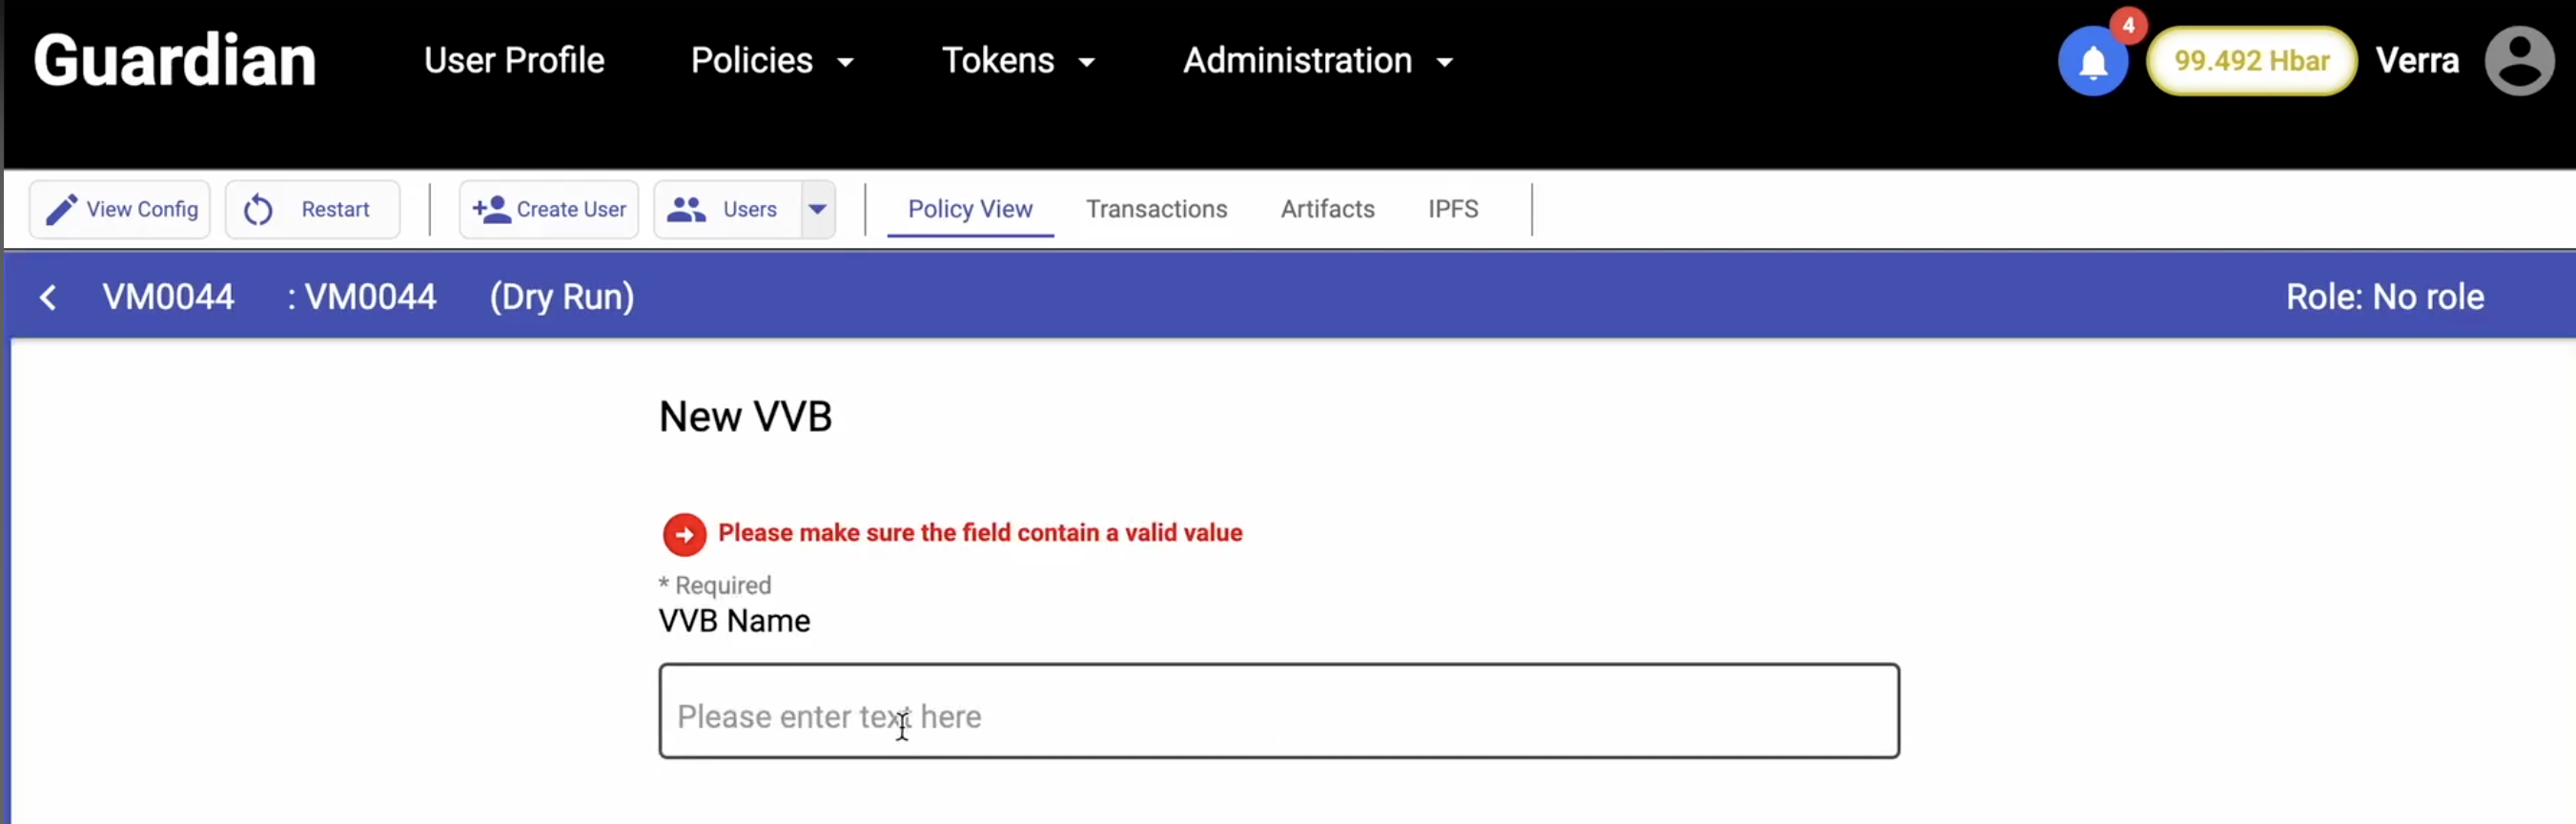 Guardian User Profile Policies Tokens Administration 4 99.492 Hbar Verra
View Config Restart Create User Users Policy View Transactions Artifacts IPFS
VM0044 : VM0044 (Dry Run) Role: No role
New VVB
Please make sure the field contain a valid value
* Required
VVB Name
Please enter text here